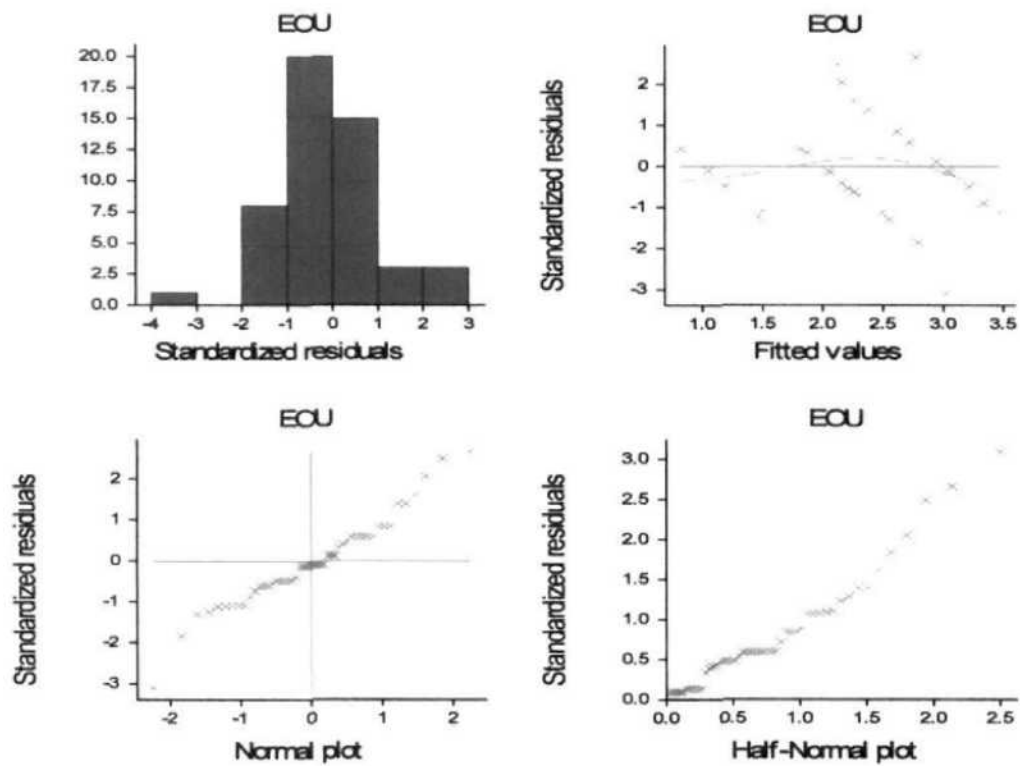 EOU
20.0
17.5
15.0
12.5
10.0
7.5
5.0
2.5
0.0
-4 -3 -2 -1 0 1 2 3
Standardized residuals
EOU
Standardized residuals
2
1
0
-1
-2
-3
1.0 1.5 2.0 2.5 3.0 3.5
Fitted values
EOU
Standardized residuals
2
1
0
-1
-2
-3
-2 -1 0 1 2
Normal plot
EOU
Standardized residuals
3.0
2.5
2.0
1.5
1.0
0.5
0.0
0.0 0.5 1.0 1.5 2.0 2.5
Half-Normal plot